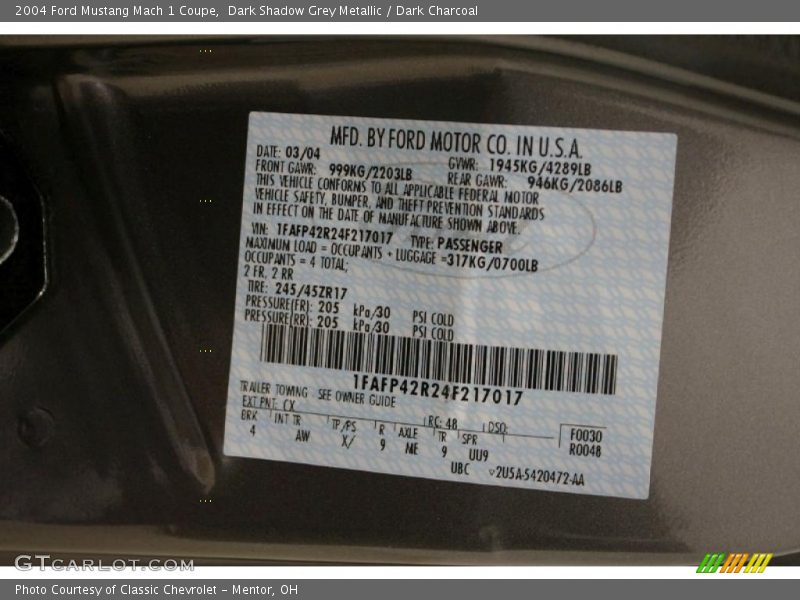 2004 Ford Mustang Mach 1 Coupe,  Dark Shadow Grey Metallic / Dark Charcoal
MFD. BY FORD MOTOR CO. IN U.S.A.
DATE: 03/04 GVWR: 1945KG/4289LB
FRONT GAWR: 999KG/2203LB REAR GAWR: 946KG/2086LB
THIS VEHICLE CONFORMS TO ALL APPLICABLE FEDERAL MOTOR
VEHICLE SAFETY, BUMPER, AND THEFT PREVENTION STANDARDS
IN EFFECT ON THE DATE OF MANUFACTURE SHOWN ABOVE.
VIN: 1FAFP42R24F217017 TYPE: PASSENGER
MAXIMUM LOAD = OCCUPANTS + LUGGAGE =317KG/0700LB
OCCUPANTS = 4 TOTAL;
2 FR, 2 RR
TIRE: 245/45ZR17
PRESSURE(FR): 205 kPa/30 PSI COLD
PRESSURE(RR): 205 kPa/30 PSI COLD
1FAFP42R24F217017
TRAILER TOWING - SEE OWNER GUIDE
EXT PNT: CX RC: 48 DSO: F0030
BRK INT TR TP/PS R AXLE TR SPR R0048
4 AW X/ 9 ME 9 UU9
UBC 2U5A-5420472-AA
GTCARLOT.COM
Photo Courtesy of Classic Chevrolet - Mentor, OH